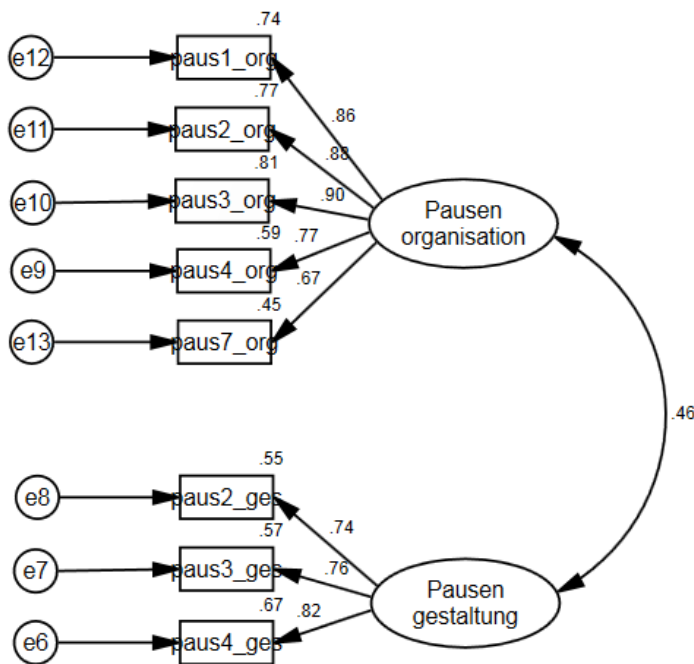 .74
e12
paus1_org
.77
.86
e11
paus2_org
.81
.88
e10
paus3_org
.90
Pausen
organisation
.59
.77
e9
paus4_org
.67
.45
e13
paus7_org
.46
.55
e8
paus2_ges
.57
.74
e7
paus3_ges
.76
Pausen
gestaltung
.67
.82
e6
paus4_ges